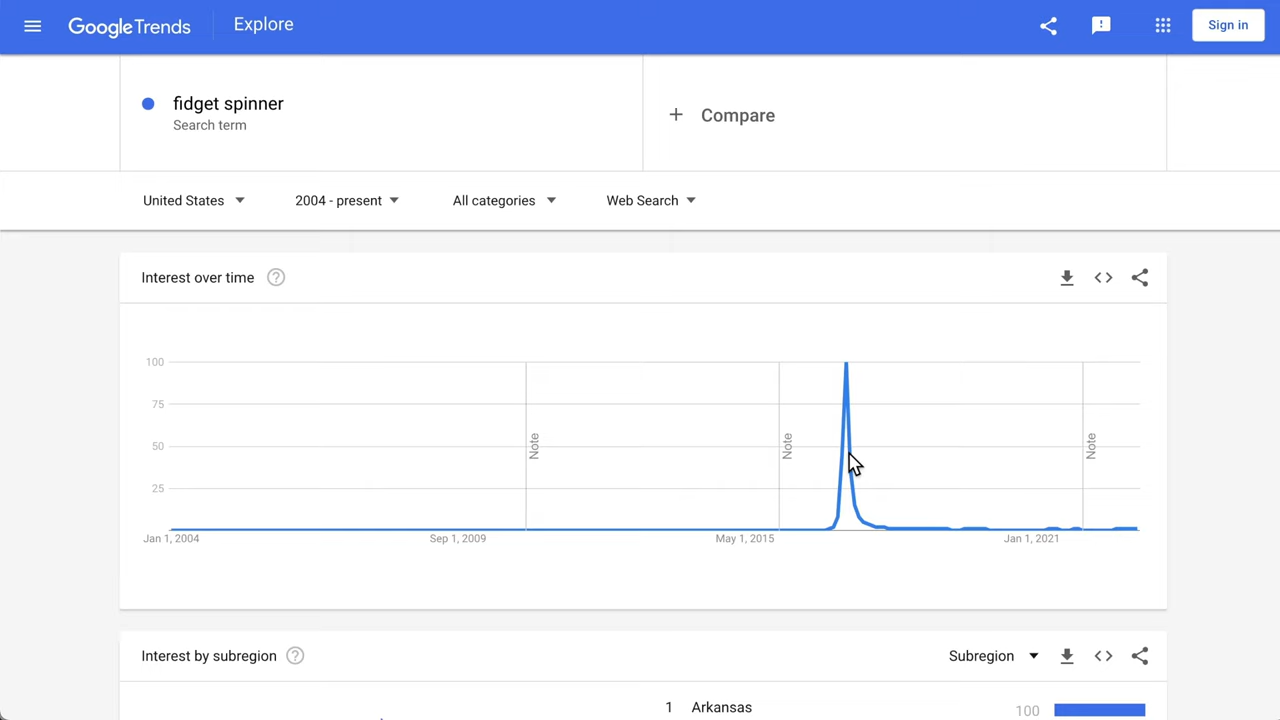 Google Trends Explore Sign in
fidget spinner
Search term
+ Compare
United States 2004 - present All categories Web Search
Interest over time ?
100
75
50
25
Note Note Note
Jan 1, 2004 Sep 1, 2009 May 1, 2015 Jan 1, 2021
Interest by subregion ? Subregion
1 Arkansas 100